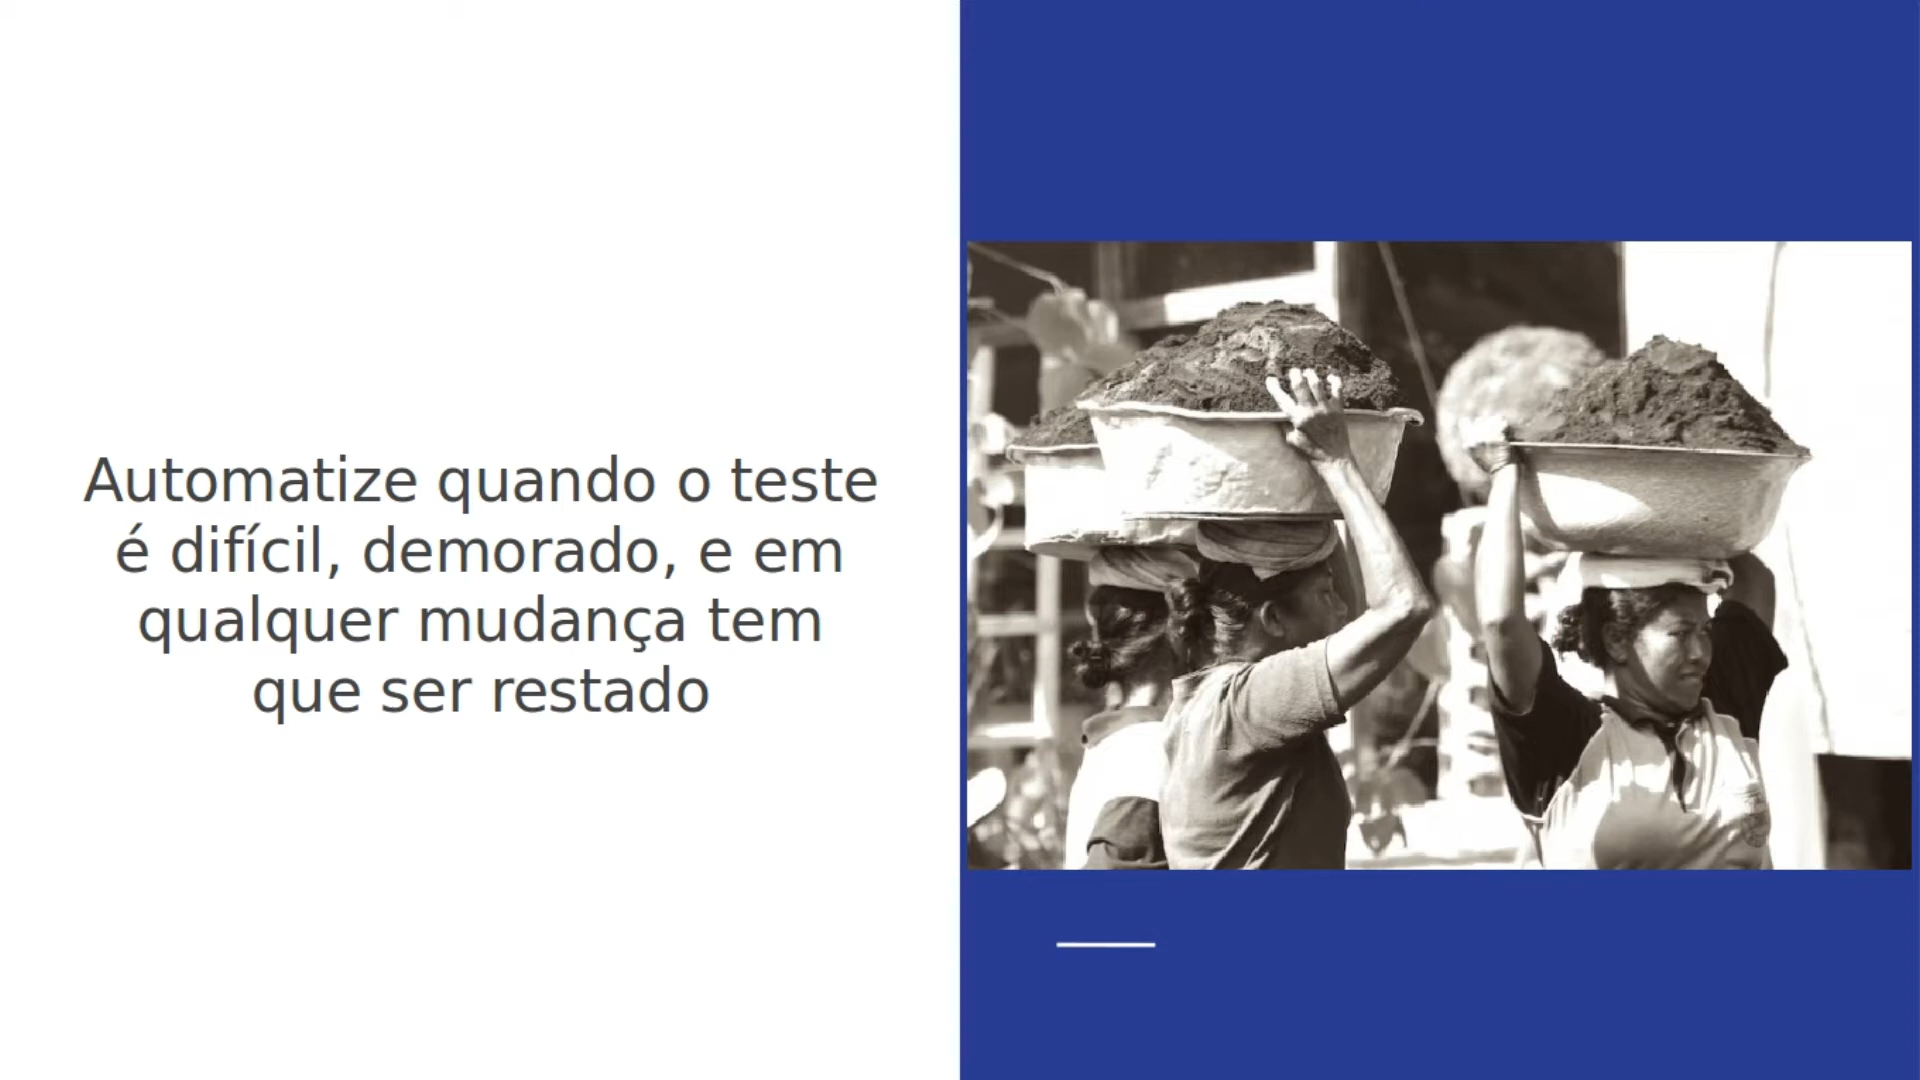 Automatize quando o teste
é difícil, demorado, e em
qualquer mudança tem
que ser restado